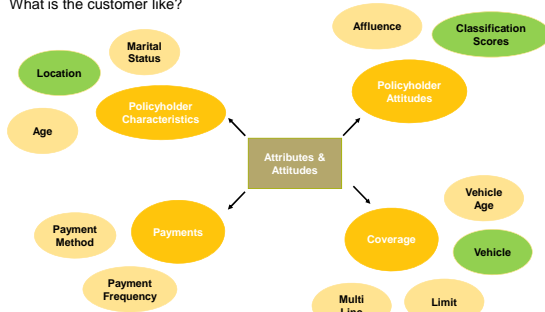 What is the customer like?
Affluence
Classification
Scores
Marital
Status
Location
Policyholder
Attitudes
Policyholder
Characteristics
Age
Attributes &
Attitudes
Vehicle
Age
Payment
Method
Payments
Coverage
Vehicle
Payment
Frequency
Multi
Line
Limit